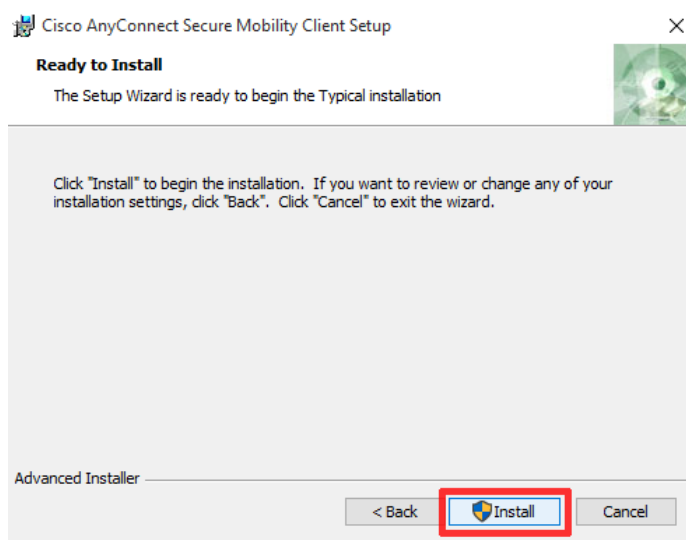 Cisco AnyConnect Secure Mobility Client Setup
Ready to Install
The Setup Wizard is ready to begin the Typical installation
Click "Install" to begin the installation.  If you want to review or change any of your
installation settings, click "Back".  Click "Cancel" to exit the wizard.
Advanced Installer
< Back
Install
Cancel